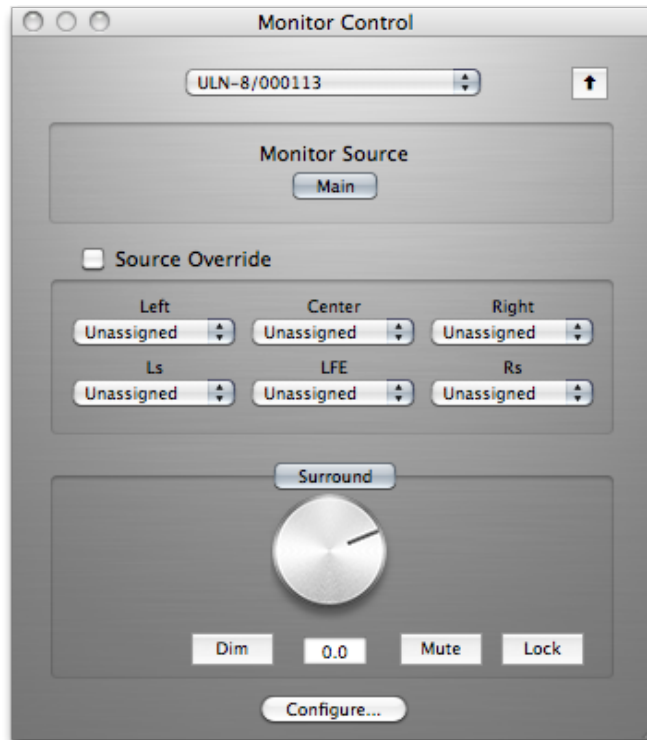 Monitor Control
ULN-8/000113
Monitor Source
Main
Source Override
Left Center Right
Unassigned Unassigned Unassigned
Ls LFE Rs
Unassigned Unassigned Unassigned
Surround
Dim 0.0 Mute Lock
Configure...